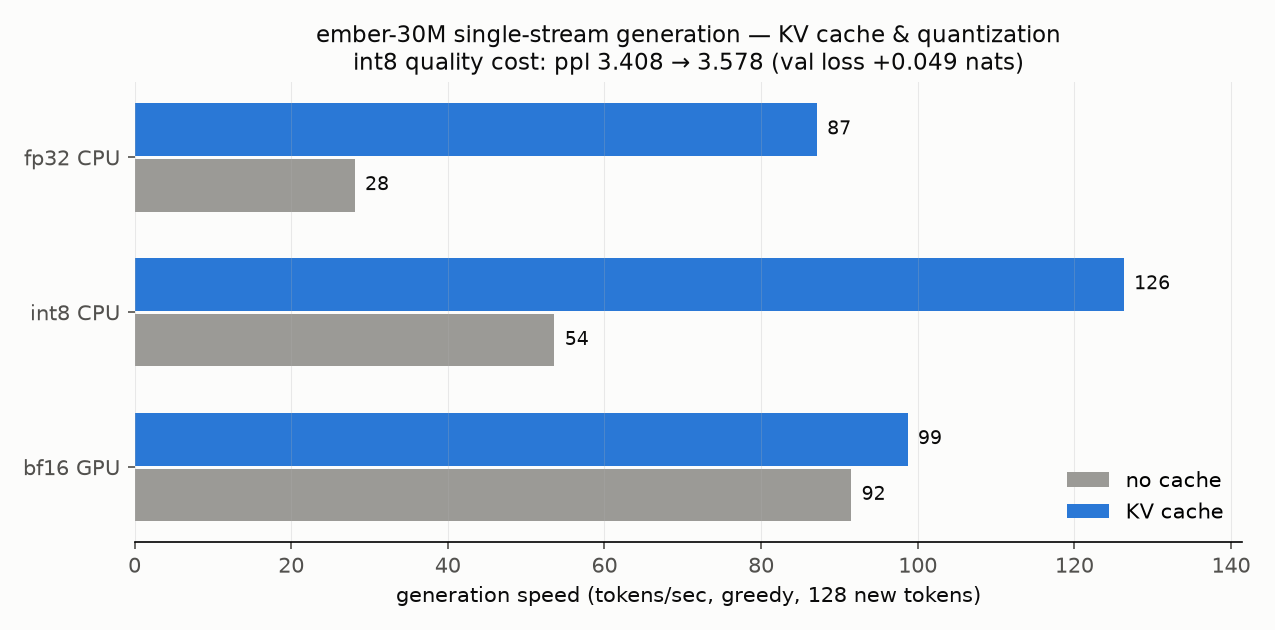 ember-30M single-stream generation — KV cache & quantization
int8 quality cost: ppl 3.408 → 3.578 (val loss +0.049 nats)
fp32 CPU
87
28
int8 CPU
126
54
bf16 GPU
99
92
no cache
KV cache
0 20 40 60 80 100 120 140
generation speed (tokens/sec, greedy, 128 new tokens)